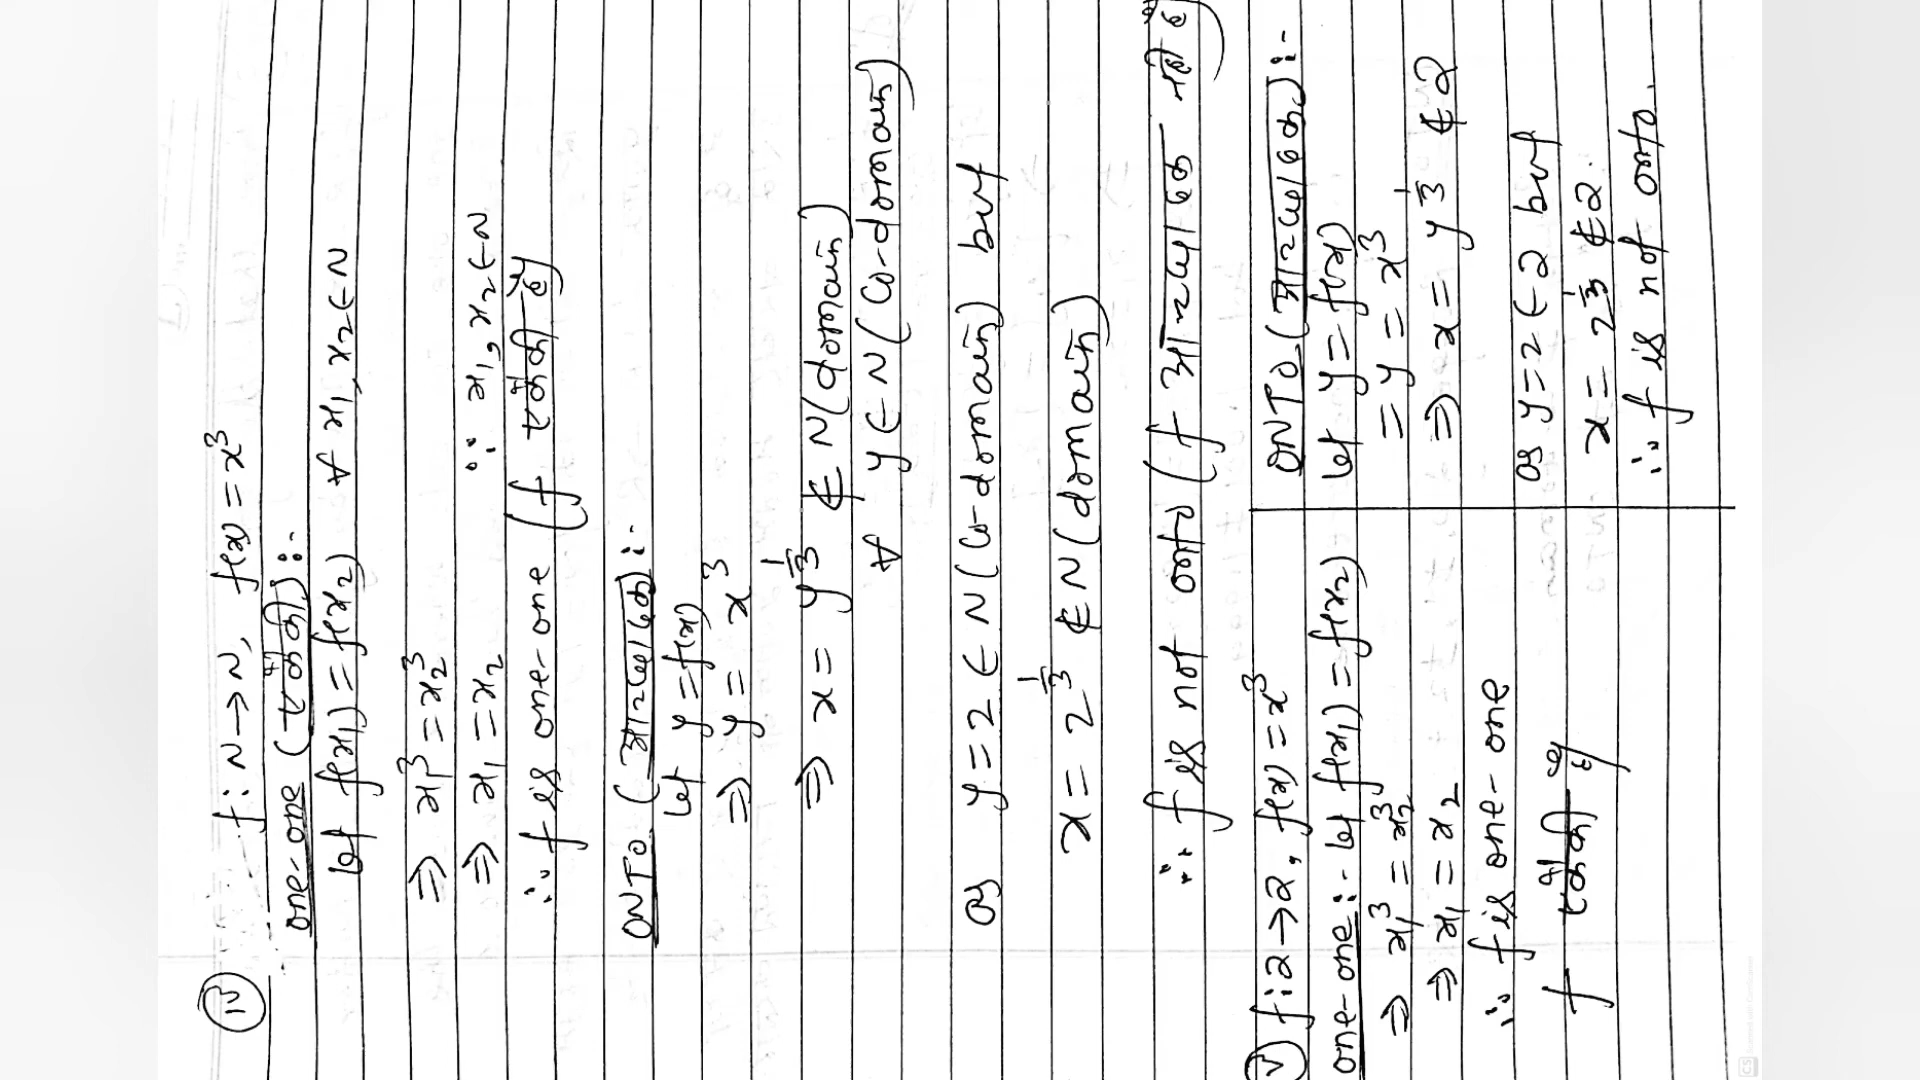 (iv) f: N→N, f(x) = x³
one-one (एकैकी):-
let f(x₁) = f(x₂) ∀ x₁, x₂ ∈ N
⇒ x₁³ = x₂³
⇒ x₁ = x₂ ∵ x₁, x₂ ∈ N
∴ f is one-one (f एकैकी है)
ONTO (आच्छादक):-
let y = f(x)
⇒ y = x³
⇒ x = y^(1/3) ∉ N (domain)
∀ y ∈ N (Co-domain)
as y = 2 ∈ N (Co-domain) but
x = 2^(1/3) ∉ N (domain)
∴ f is not onto (f आच्छादक नही है)
(v) f: Z→Z, f(x) = x³
one-one:- let f(x₁) = f(x₂)
⇒ x₁³ = x₂³
⇒ x₁ = x₂
∴ f is one-one
f एकैकी है
ONTO (आच्छादक):-
let y = f(x)
= y = x³
⇒ x = y^(1/3) ∉ Z
as y = 2 ∈ Z but
x = 2^(1/3) ∉ Z.
∴ f is not onto.